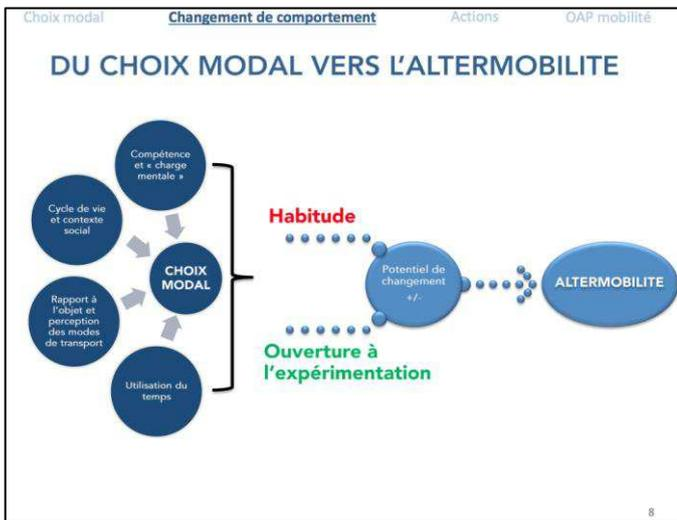 Choix modal Changement de comportement Actions OAP mobilité
DU CHOIX MODAL VERS L'ALTERMOBILITE
Compétence
et « charge
mentale »
Cycle de vie
et contexte
social
CHOIX
MODAL
Rapport à
l'objet et
perception
des modes
de transport
Utilisation du
temps
Habitude
Ouverture à
l'expérimentation
Potentiel de
changement
+/-
ALTERMOBILITE
8